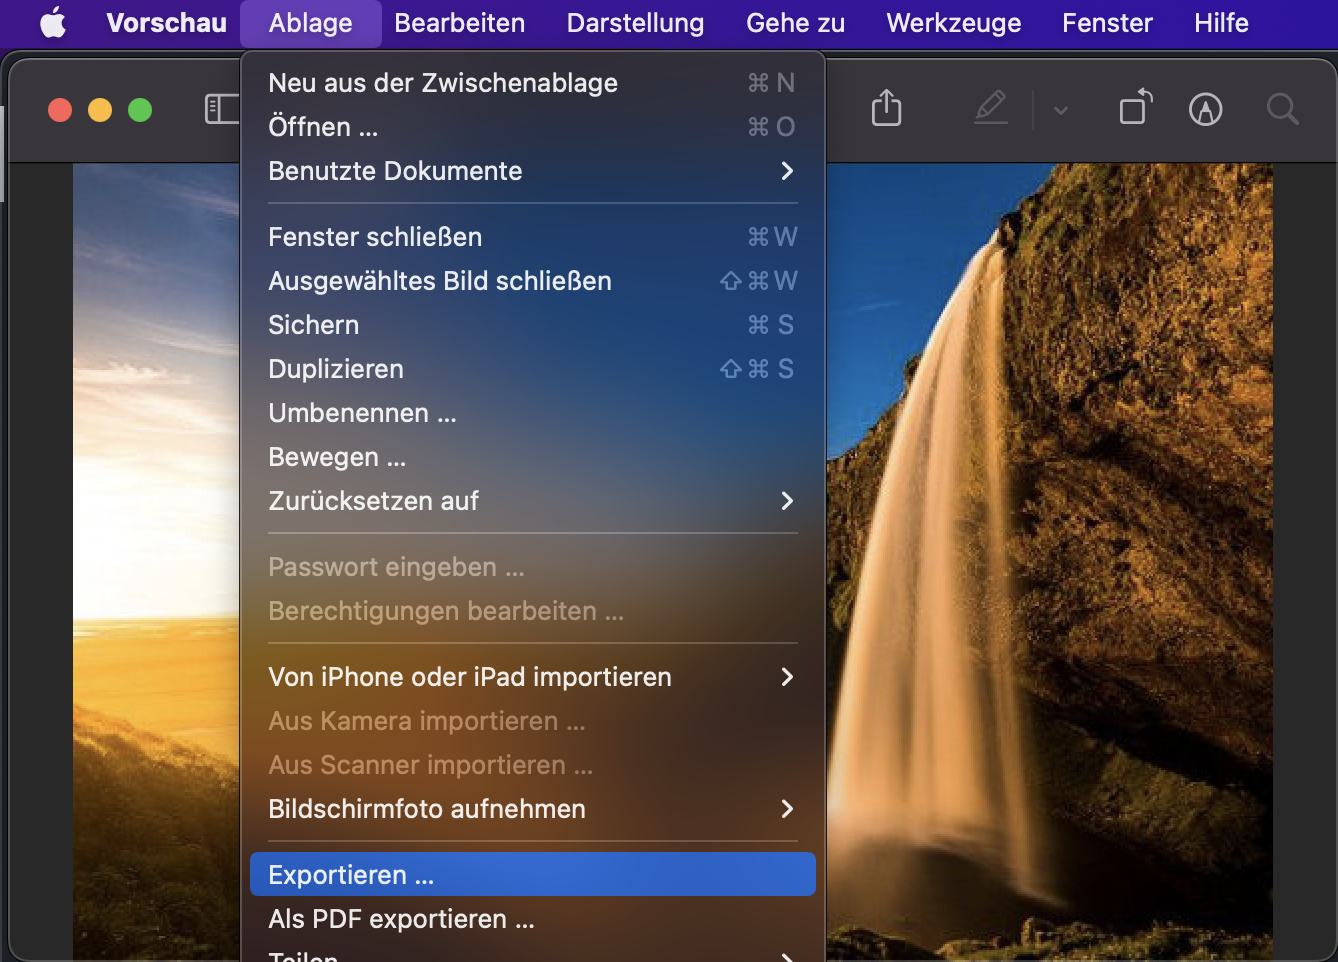 Vorschau Ablage Bearbeiten Darstellung Gehe zu Werkzeuge Fenster Hilfe
Neu aus der Zwischenablage ⌘ N
Öffnen ... ⌘ O
Benutzte Dokumente
Fenster schließen ⌘ W
Ausgewähltes Bild schließen ⇧ ⌘ W
Sichern ⌘ S
Duplizieren ⇧ ⌘ S
Umbenennen ...
Bewegen ...
Zurücksetzen auf
Passwort eingeben ...
Berechtigungen bearbeiten ...
Von iPhone oder iPad importieren
Aus Kamera importieren ...
Aus Scanner importieren ...
Bildschirmfoto aufnehmen
Exportieren ...
Als PDF exportieren ...
Teilen